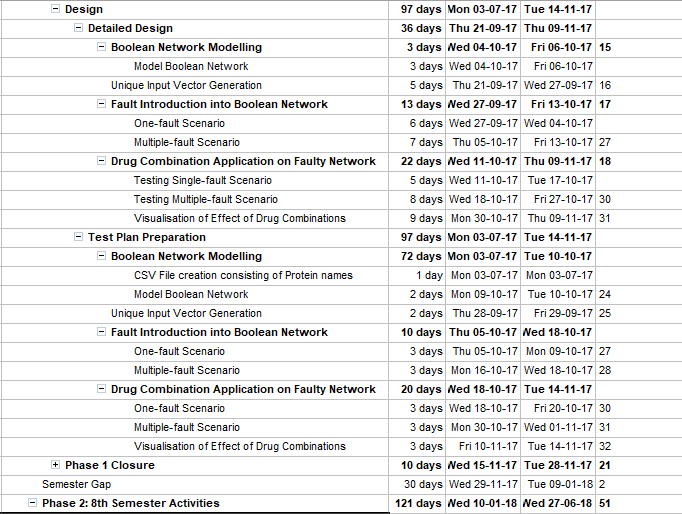 Design 97 days Mon 03-07-17 Tue 14-11-17
Detailed Design 36 days Thu 21-09-17 Thu 09-11-17
Boolean Network Modelling 3 days Wed 04-10-17 Fri 06-10-17 15
Model Boolean Network 3 days Wed 04-10-17 Fri 06-10-17
Unique Input Vector Generation 5 days Thu 21-09-17 Wed 27-09-17 16
Fault Introduction into Boolean Network 13 days Wed 27-09-17 Fri 13-10-17 17
One-fault Scenario 6 days Wed 27-09-17 Wed 04-10-17
Multiple-fault Scenario 7 days Thu 05-10-17 Fri 13-10-17 27
Drug Combination Application on Faulty Network 22 days Wed 11-10-17 Thu 09-11-17 18
Testing Single-fault Scenario 5 days Wed 11-10-17 Tue 17-10-17
Testing Multiple-fault Scenario 8 days Wed 18-10-17 Fri 27-10-17 30
Visualisation of Effect of Drug Combinations 9 days Mon 30-10-17 Thu 09-11-17 31
Test Plan Preparation 97 days Mon 03-07-17 Tue 14-11-17
Boolean Network Modelling 72 days Mon 03-07-17 Tue 10-10-17
CSV File creation consisting of Protein names 1 day Mon 03-07-17 Mon 03-07-17
Model Boolean Network 2 days Mon 09-10-17 Tue 10-10-17 24
Unique Input Vector Generation 2 days Thu 28-09-17 Fri 29-09-17 25
Fault Introduction into Boolean Network 10 days Thu 05-10-17 Wed 18-10-17
One-fault Scenario 3 days Thu 05-10-17 Mon 09-10-17 27
Multiple-fault Scenario 3 days Mon 16-10-17 Wed 18-10-17 28
Drug Combination Application on Faulty Network 20 days Wed 18-10-17 Tue 14-11-17
One-fault Scenario 3 days Wed 18-10-17 Fri 20-10-17 30
Multiple-fault Scenario 3 days Mon 30-10-17 Wed 01-11-17 31
Visualisation of Effect of Drug Combinations 3 days Fri 10-11-17 Tue 14-11-17 32
Phase 1 Closure 10 days Wed 15-11-17 Tue 28-11-17 21
Semester Gap 30 days Wed 29-11-17 Tue 09-01-18 2
Phase 2: 8th Semester Activities 121 days Wed 10-01-18 Wed 27-06-18 51